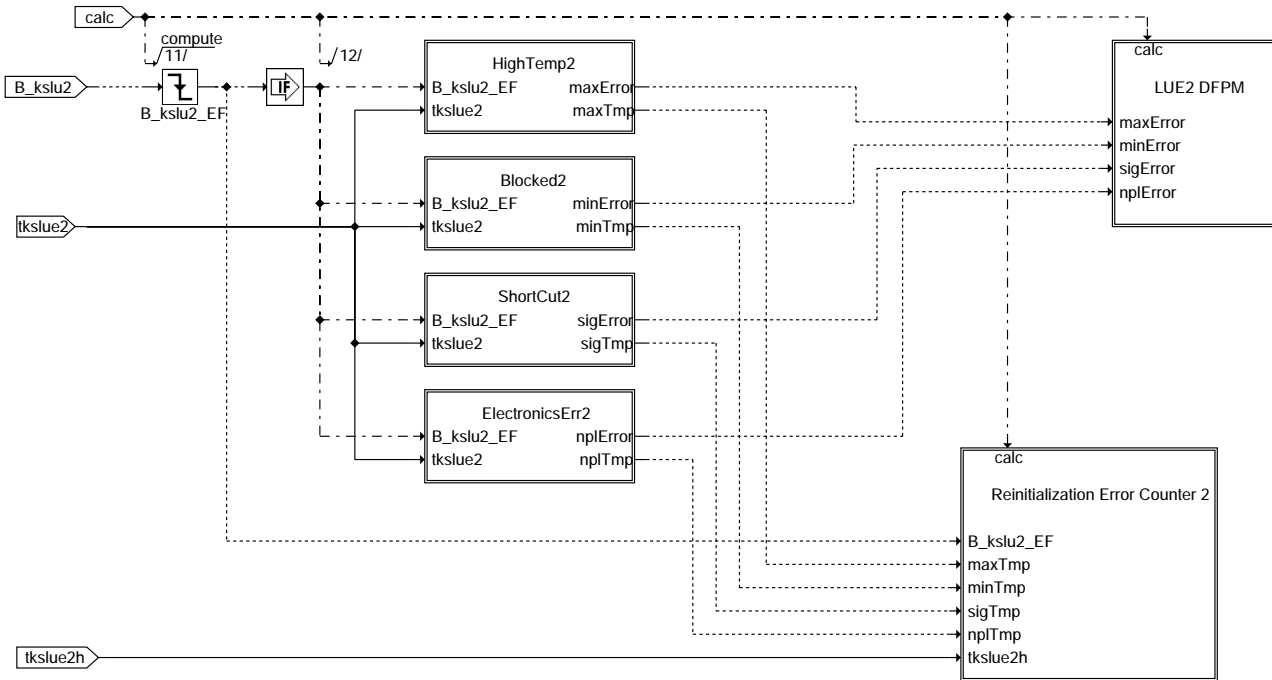 calc
compute
11/
12/
B_kslu2
B_kslu2_EF
IF
tkslue2
tkslue2h
HighTemp2
B_kslu2_EF maxError
tkslue2 maxTmp
Blocked2
B_kslu2_EF minError
tkslue2 minTmp
ShortCut2
B_kslu2_EF sigError
tkslue2 sigTmp
ElectronicsErr2
B_kslu2_EF nplError
tkslue2 nplTmp
calc
LUE2 DFPM
maxError
minError
sigError
nplError
calc
Reinitialization Error Counter 2
B_kslu2_EF
maxTmp
minTmp
sigTmp
nplTmp
tkslue2h